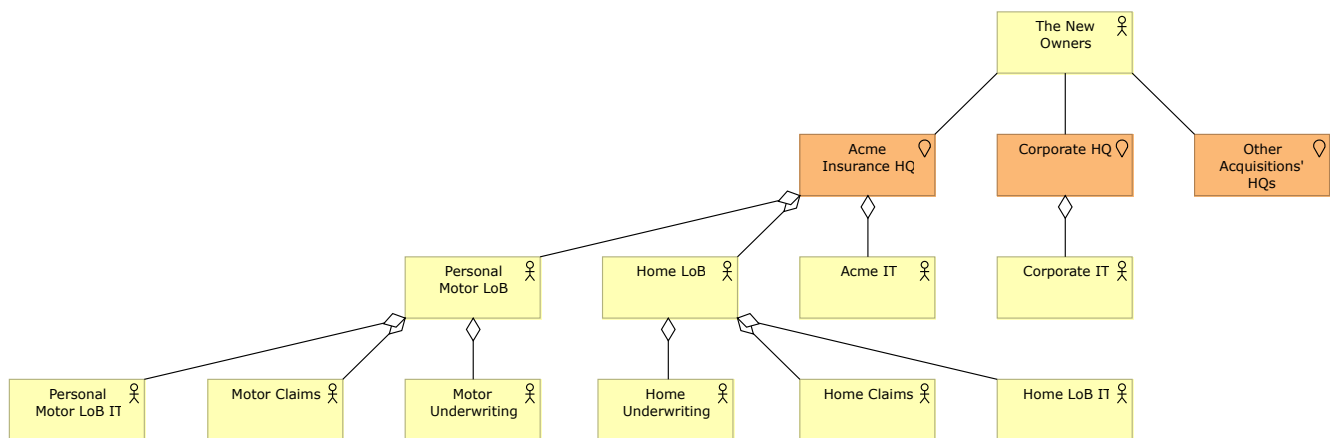 The New
Owners
Acme
Insurance HQ
Corporate HQ
Other
Acquisitions'
HQs
Personal
Motor LoB
Home LoB
Acme IT
Corporate IT
Personal
Motor LoB IT
Motor Claims
Motor
Underwriting
Home
Underwriting
Home Claims
Home LoB IT